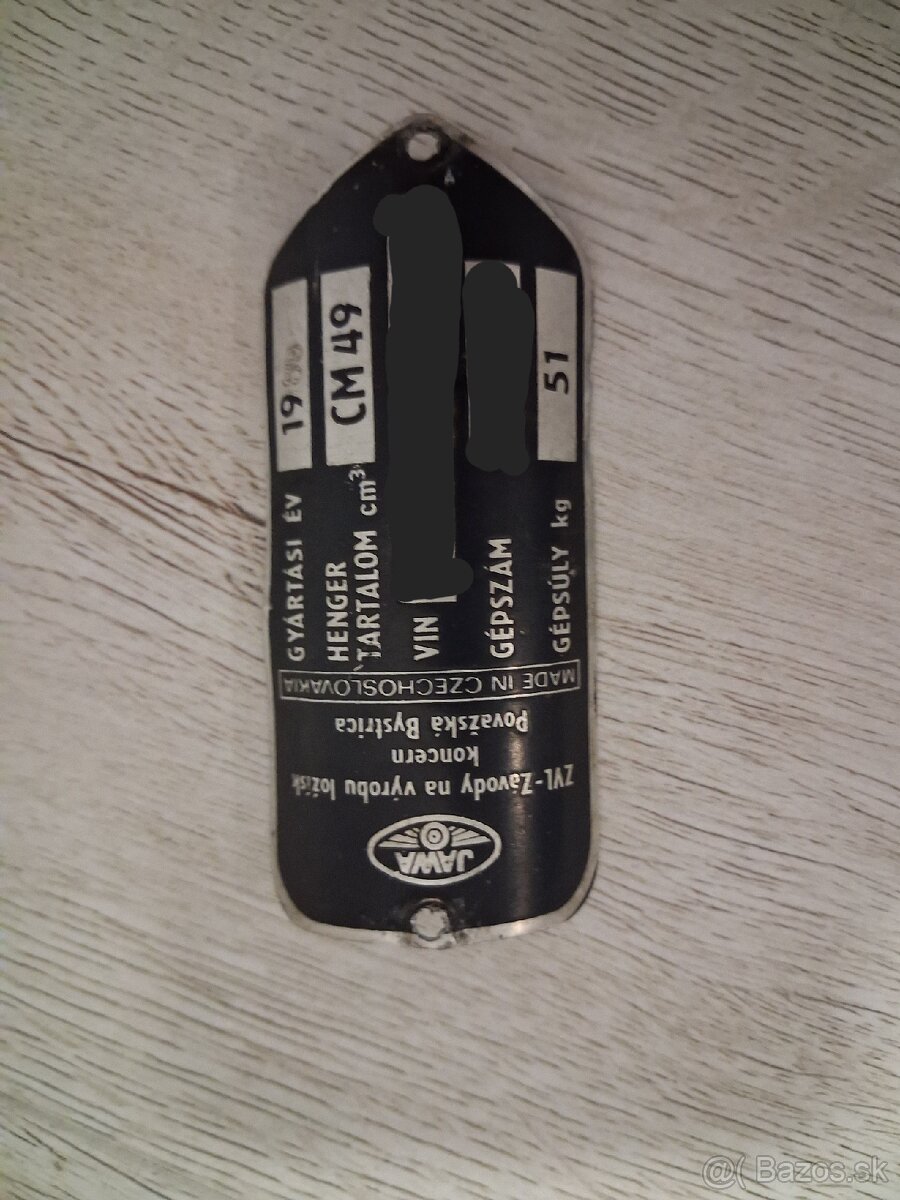 JAWA
ZVL-Závody na výrobu ložísk
koncern
Považská Bystrica
MADE IN CZECHOSLOVAKIA
GYÁRTÁSI ÉV 19
HENGER
TARTALOM cm³ CM 49
VIN
GÉPSZÁM
GÉPSÚLY kg 51
@( Bazos.sk